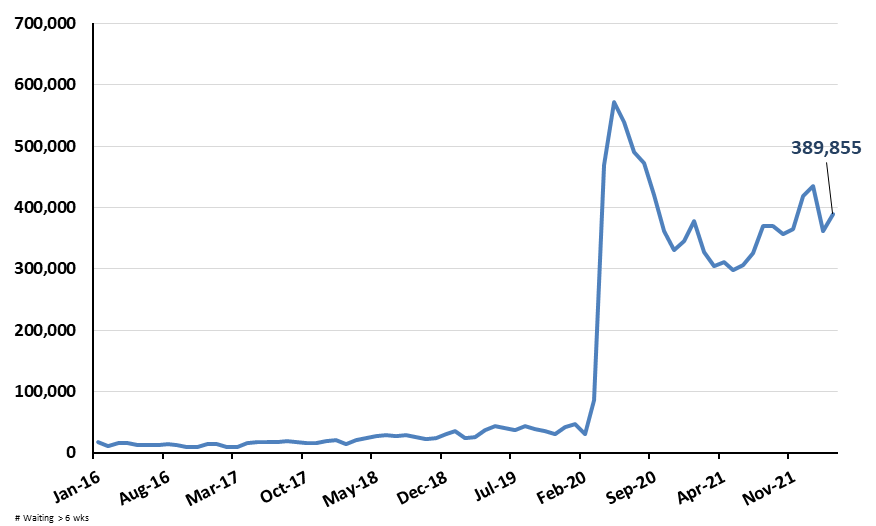 700,000
600,000
500,000
400,000
300,000
200,000
100,000
0
389,855
Jan-16
Aug-16
Mar-17
Oct-17
May-18
Dec-18
Jul-19
Feb-20
Sep-20
Apr-21
Nov-21
# Waiting > 6 wks